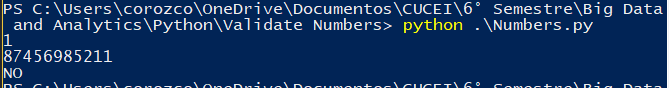 PS C:\Users\corozco\OneDrive\Documentos\CUCEI\6° Semestre\Big Data
and Analytics\Python\Validate Numbers> python .\Numbers.py
1
87456985211
NO
PS C:\Users\corozco\OneDrive\Documentos\CUCEI\6° Semestre\Big Data